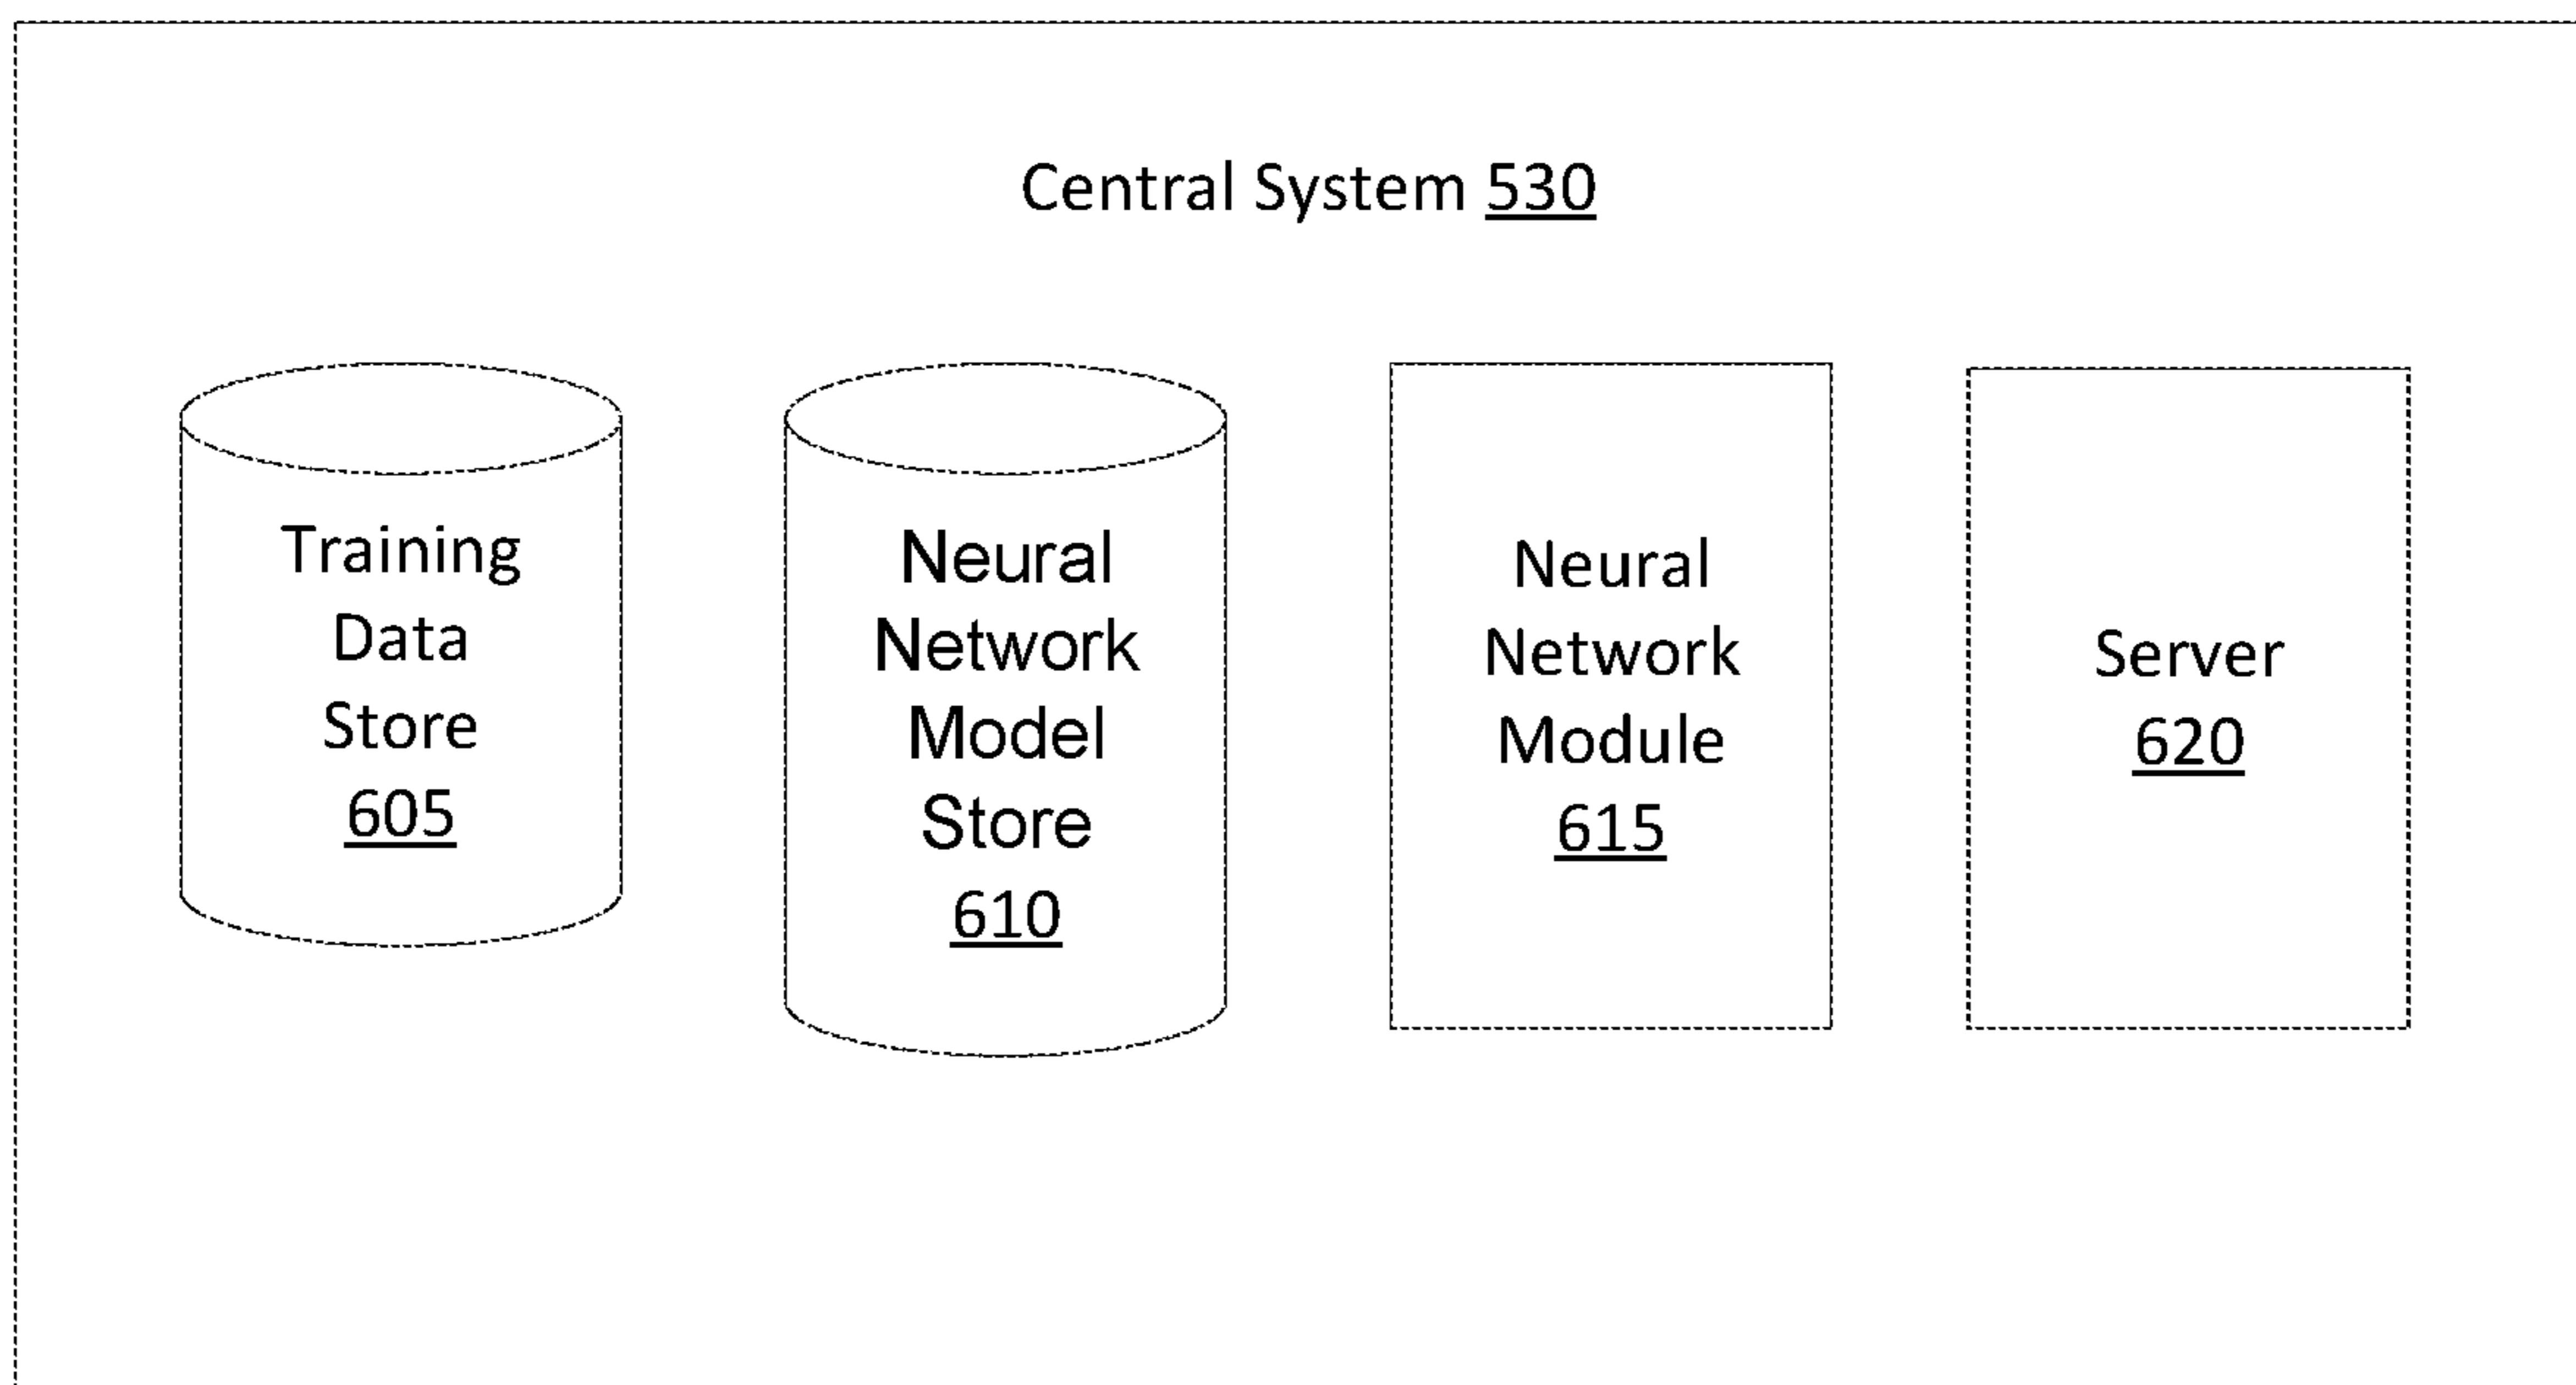 Central System 530
Training
Data
Store
605
Neural
Network
Model
Store
610
Neural
Network
Module
615
Server
620